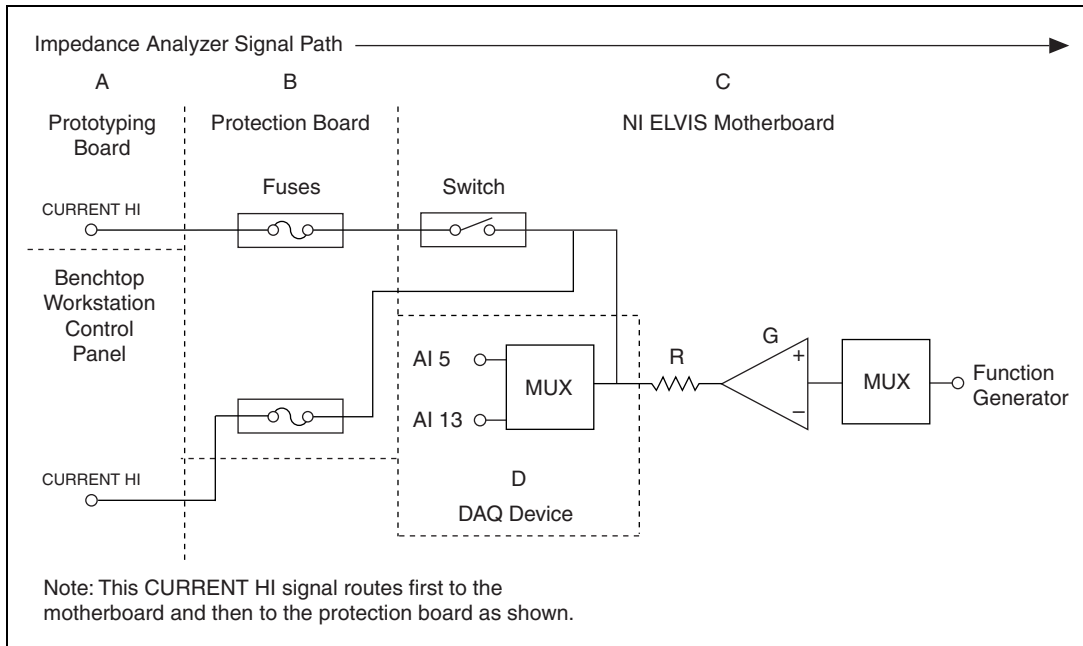 Impedance Analyzer Signal Path
A
B
C
Prototyping
Board
Protection Board
NI ELVIS Motherboard
Fuses
Switch
CURRENT HI
Benchtop
Workstation
Control
Panel
AI 5
AI 13
MUX
R
G
+
–
MUX
Function
Generator
CURRENT HI
D
DAQ Device
Note: This CURRENT HI signal routes first to the
motherboard and then to the protection board as shown.